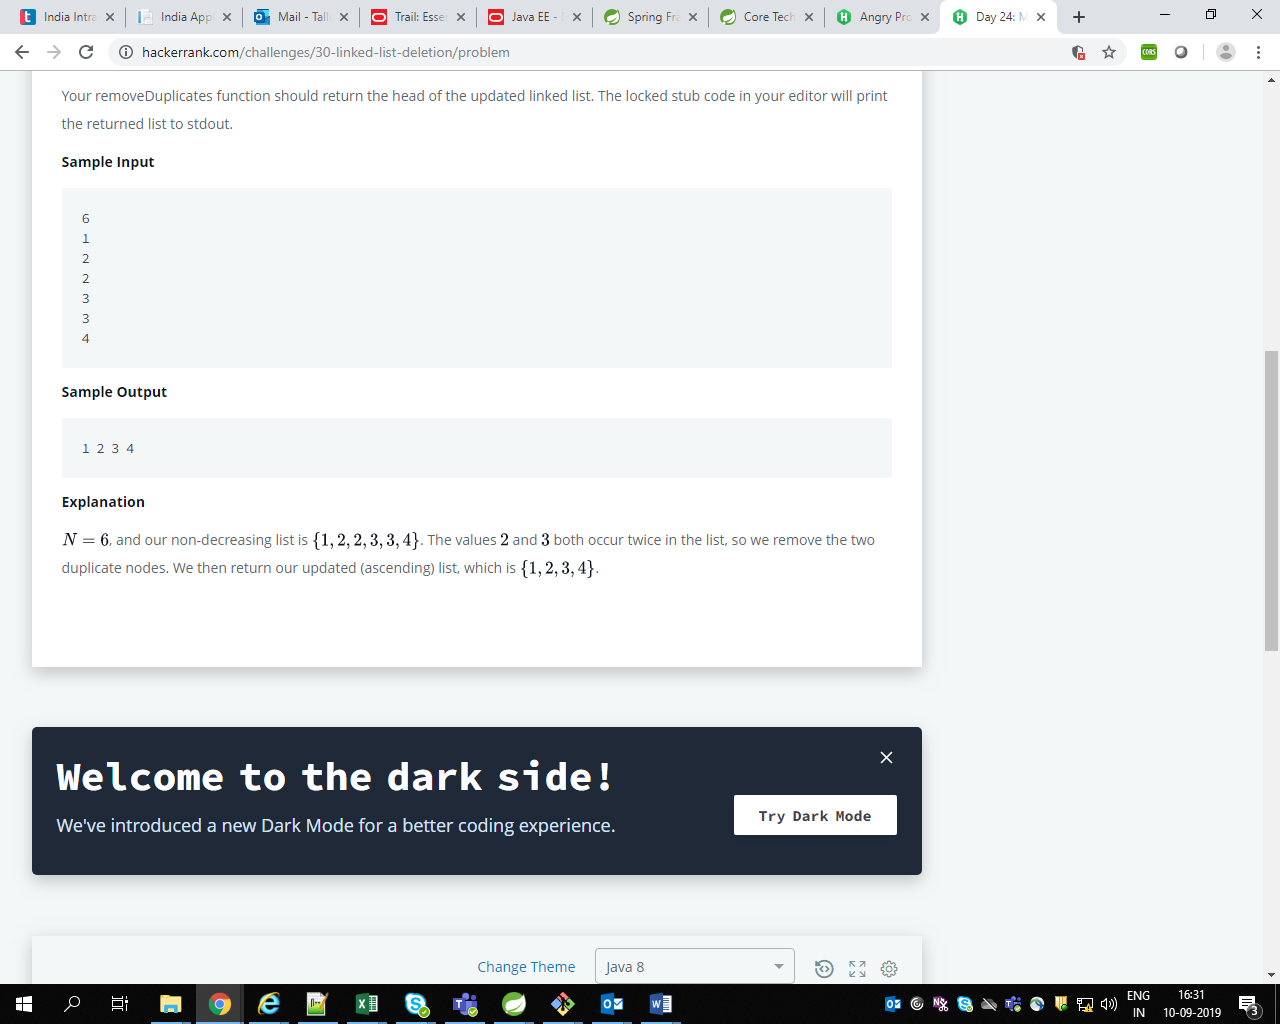 India Intra
India App
Mail - Tall
Trail: Esse
Java EE -
Spring Fra
Core Tech
Angry Pro
Day 24: M
hackerrank.com/challenges/30-linked-list-deletion/problem
CORS
Your removeDuplicates function should return the head of the updated linked list. The locked stub code in your editor will print
the returned list to stdout.
Sample Input
6
1
2
2
3
3
4
Sample Output
1 2 3 4
Explanation
N = 6, and our non-decreasing list is {1, 2, 2, 3, 3, 4}. The values 2 and 3 both occur twice in the list, so we remove the two
duplicate nodes. We then return our updated (ascending) list, which is {1, 2, 3, 4}.
Welcome to the dark side!
We've introduced a new Dark Mode for a better coding experience.
Try Dark Mode
Change Theme
Java 8
ENG
IN
16:31
10-09-2019
3